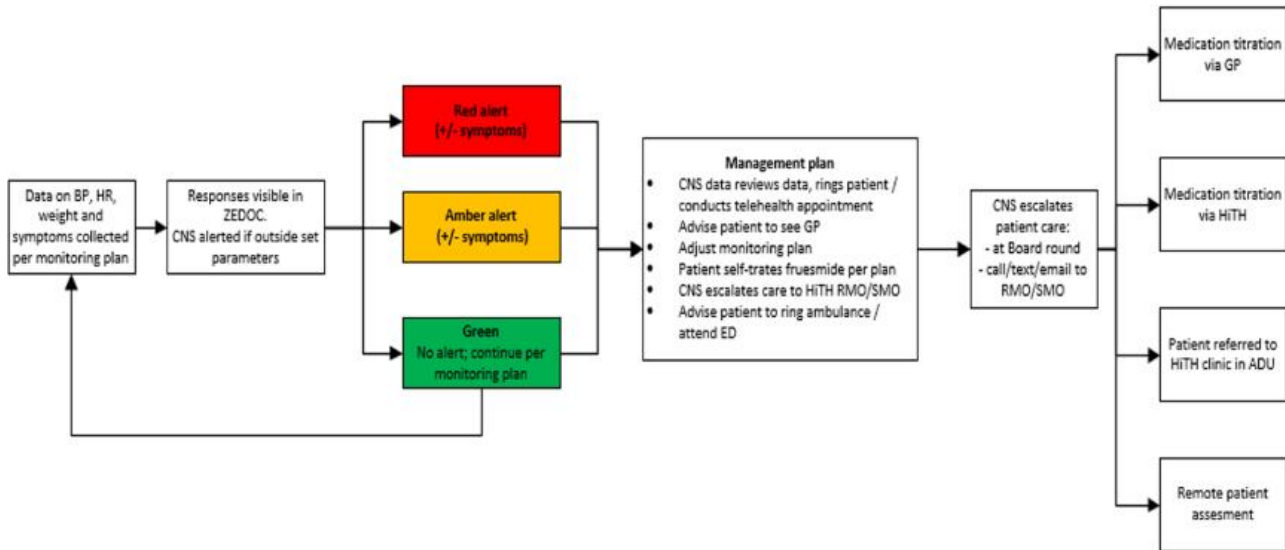 Data on BP, HR,
weight and
symptoms collected
per monitoring plan
Responses visible in
ZEDOC.
CNS alerted if outside set
parameters
Red alert
(+/- symptoms)
Amber alert
(+/- symptoms)
Green
No alert; continue per
monitoring plan
Management plan
• CNS data reviews data, rings patient /
conducts telehealth appointment
• Advise patient to see GP
• Adjust monitoring plan
• Patient self-trates fruesmide per plan
• CNS escalates care to HiTH RMO/SMO
• Advise patient to ring ambulance /
attend ED
CNS escalates
patient care:
- at Board round
- call/text/email to
RMO/SMO
Medication titration
via GP
Medication titration
via HiTH
Patient referred to
HiTH clinic in ADU
Remote patient
assesment